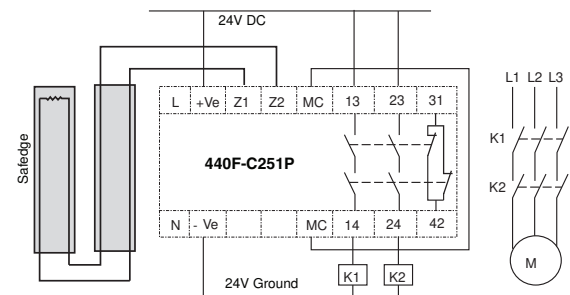 24V DC
L +Ve Z1 Z2 MC 13 23 31
440F-C251P
N - Ve MC 14 24 42
24V Ground
K1 K2
Safedge
L1 L2 L3
K1
K2
M